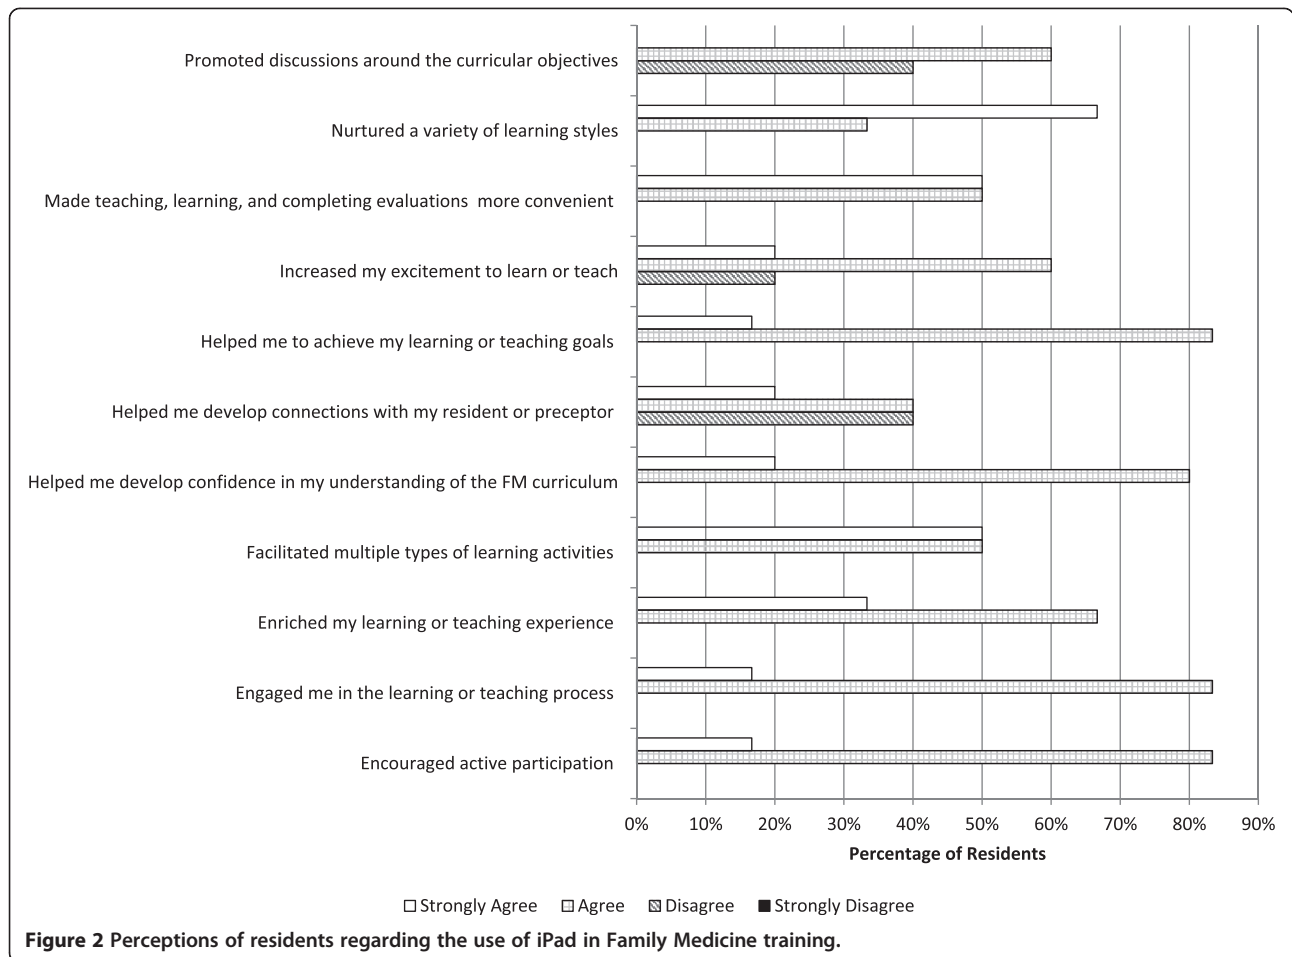 Promoted discussions around the curricular objectives
Nurtured a variety of learning styles
Made teaching, learning, and completing evaluations more convenient
Increased my excitement to learn or teach
Helped me to achieve my learning or teaching goals
Helped me develop connections with my resident or preceptor
Helped me develop confidence in my understanding of the FM curriculum
Facilitated multiple types of learning activities
Enriched my learning or teaching experience
Engaged me in the learning or teaching process
Encouraged active participation
0% 10% 20% 30% 40% 50% 60% 70% 80% 90%
Percentage of Residents
Strongly Agree Agree Disagree Strongly Disagree
Figure 2 Perceptions of residents regarding the use of iPad in Family Medicine training.